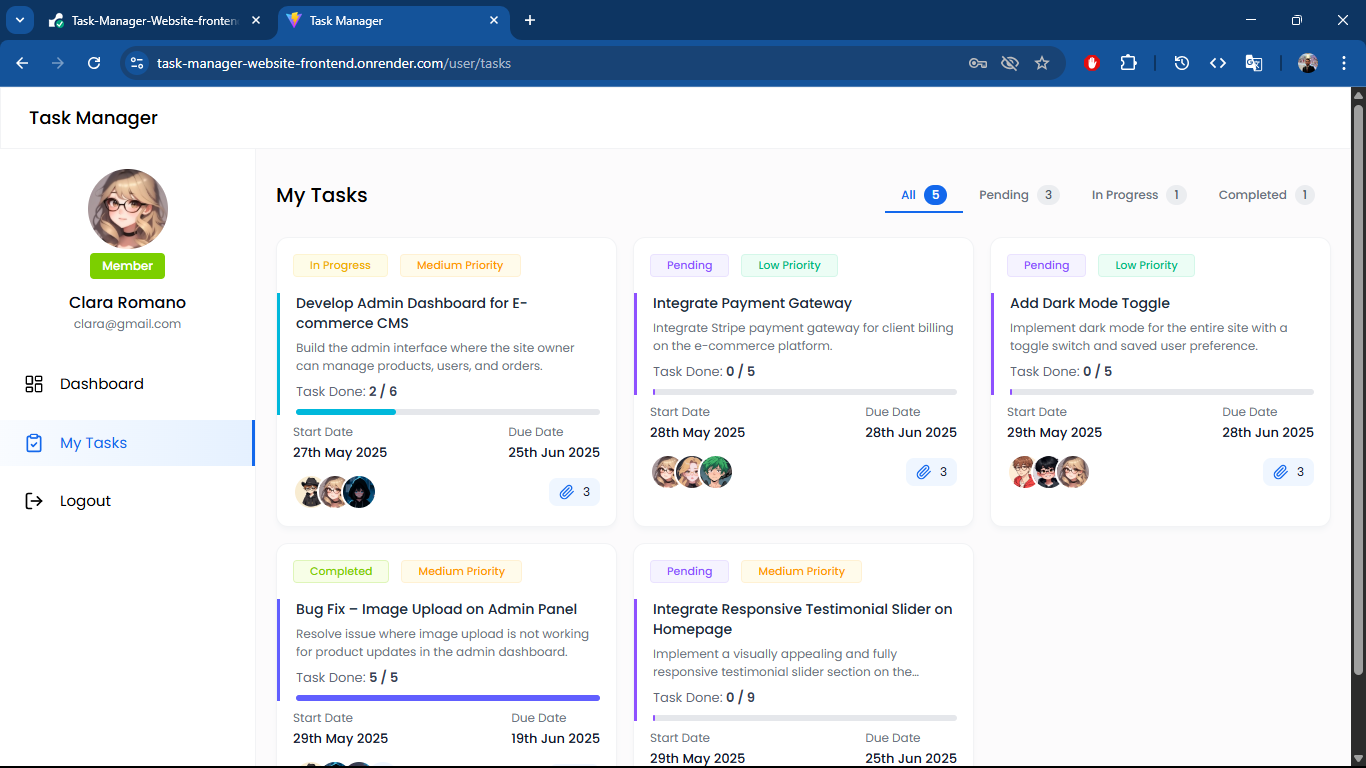 Task-Manager-Website-fronten
Task Manager
task-manager-website-frontend.onrender.com/user/tasks
Task Manager
Member
Clara Romano
clara@gmail.com
Dashboard
My Tasks
Logout
My Tasks
All 5 Pending 3 In Progress 1 Completed 1
In Progress Medium Priority
Develop Admin Dashboard for E-
commerce CMS
Build the admin interface where the site owner
can manage products, users, and orders.
Task Done: 2 / 6
Start Date Due Date
27th May 2025 25th Jun 2025
3
Pending Low Priority
Integrate Payment Gateway
Integrate Stripe payment gateway for client billing
on the e-commerce platform.
Task Done: 0 / 5
Start Date Due Date
28th May 2025 28th Jun 2025
3
Pending Low Priority
Add Dark Mode Toggle
Implement dark mode for the entire site with a
toggle switch and saved user preference.
Task Done: 0 / 5
Start Date Due Date
29th May 2025 28th Jun 2025
3
Completed Medium Priority
Bug Fix – Image Upload on Admin Panel
Resolve issue where image upload is not working
for product updates in the admin dashboard.
Task Done: 5 / 5
Start Date Due Date
29th May 2025 19th Jun 2025
Pending Medium Priority
Integrate Responsive Testimonial Slider on
Homepage
Implement a visually appealing and fully
responsive testimonial slider section on the...
Task Done: 0 / 9
Start Date Due Date
29th May 2025 25th Jun 2025